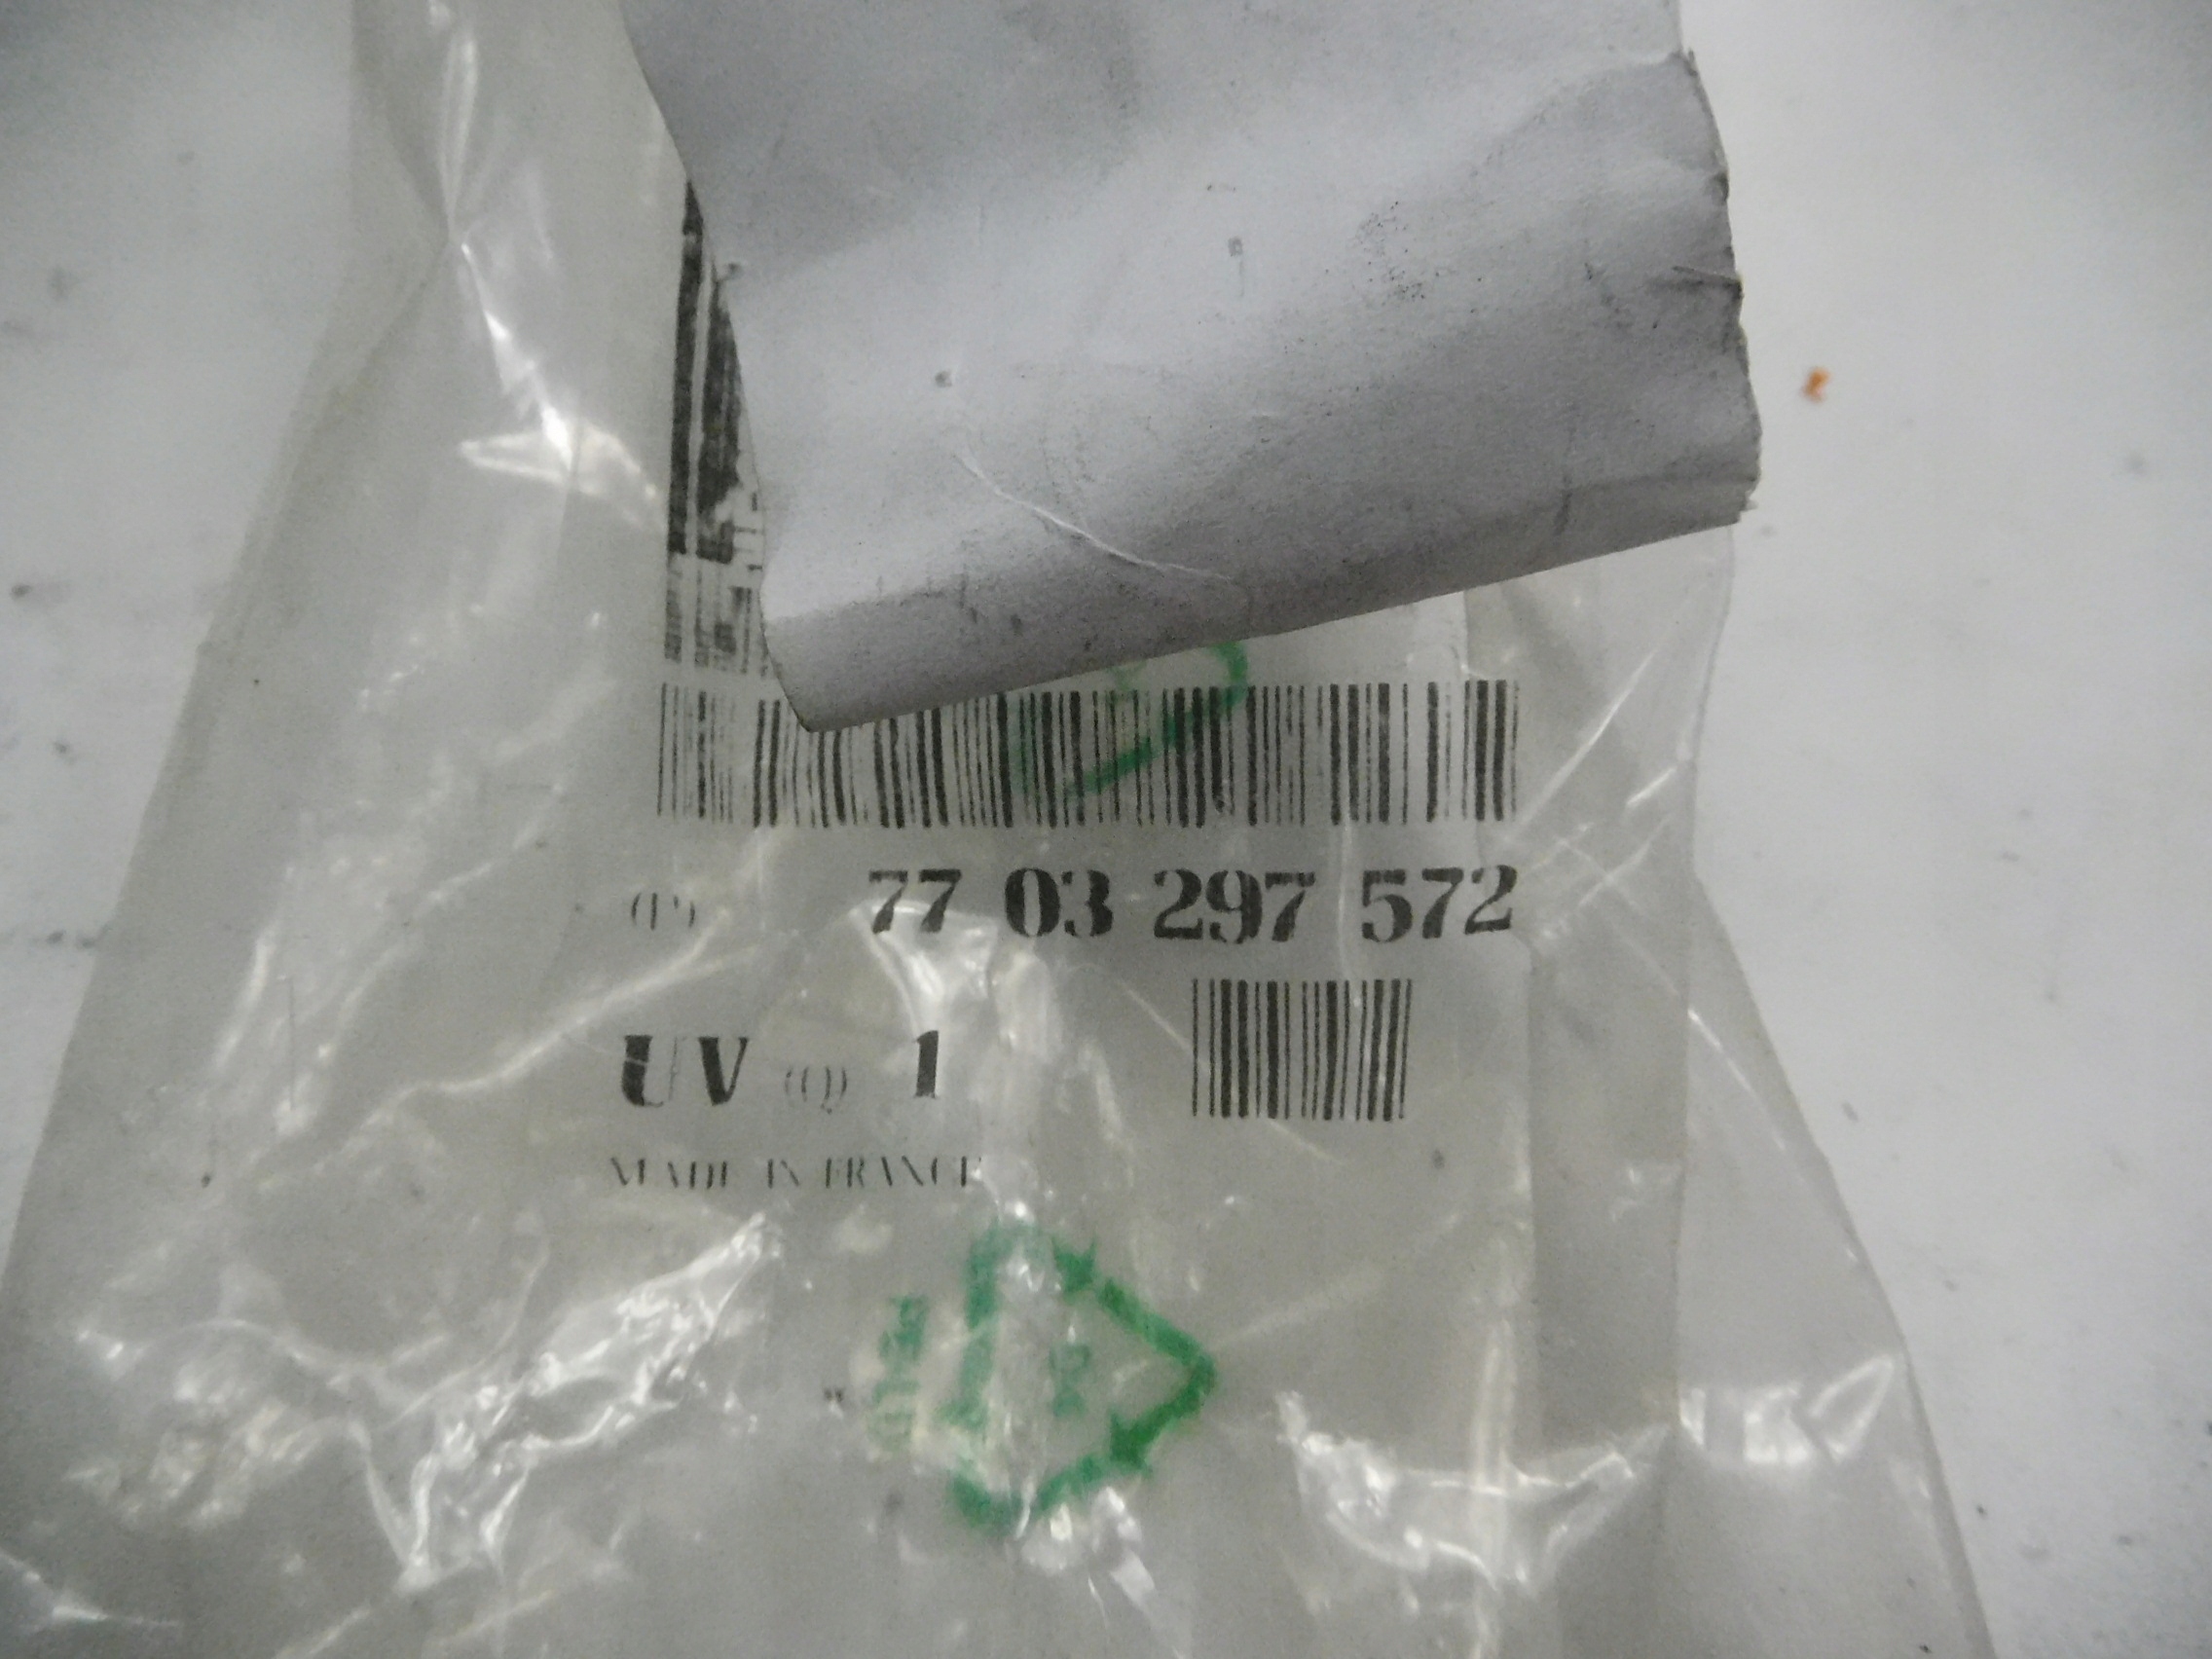 (P) 77 03 297 572
UV (Q) 1
MADE IN FRANCE